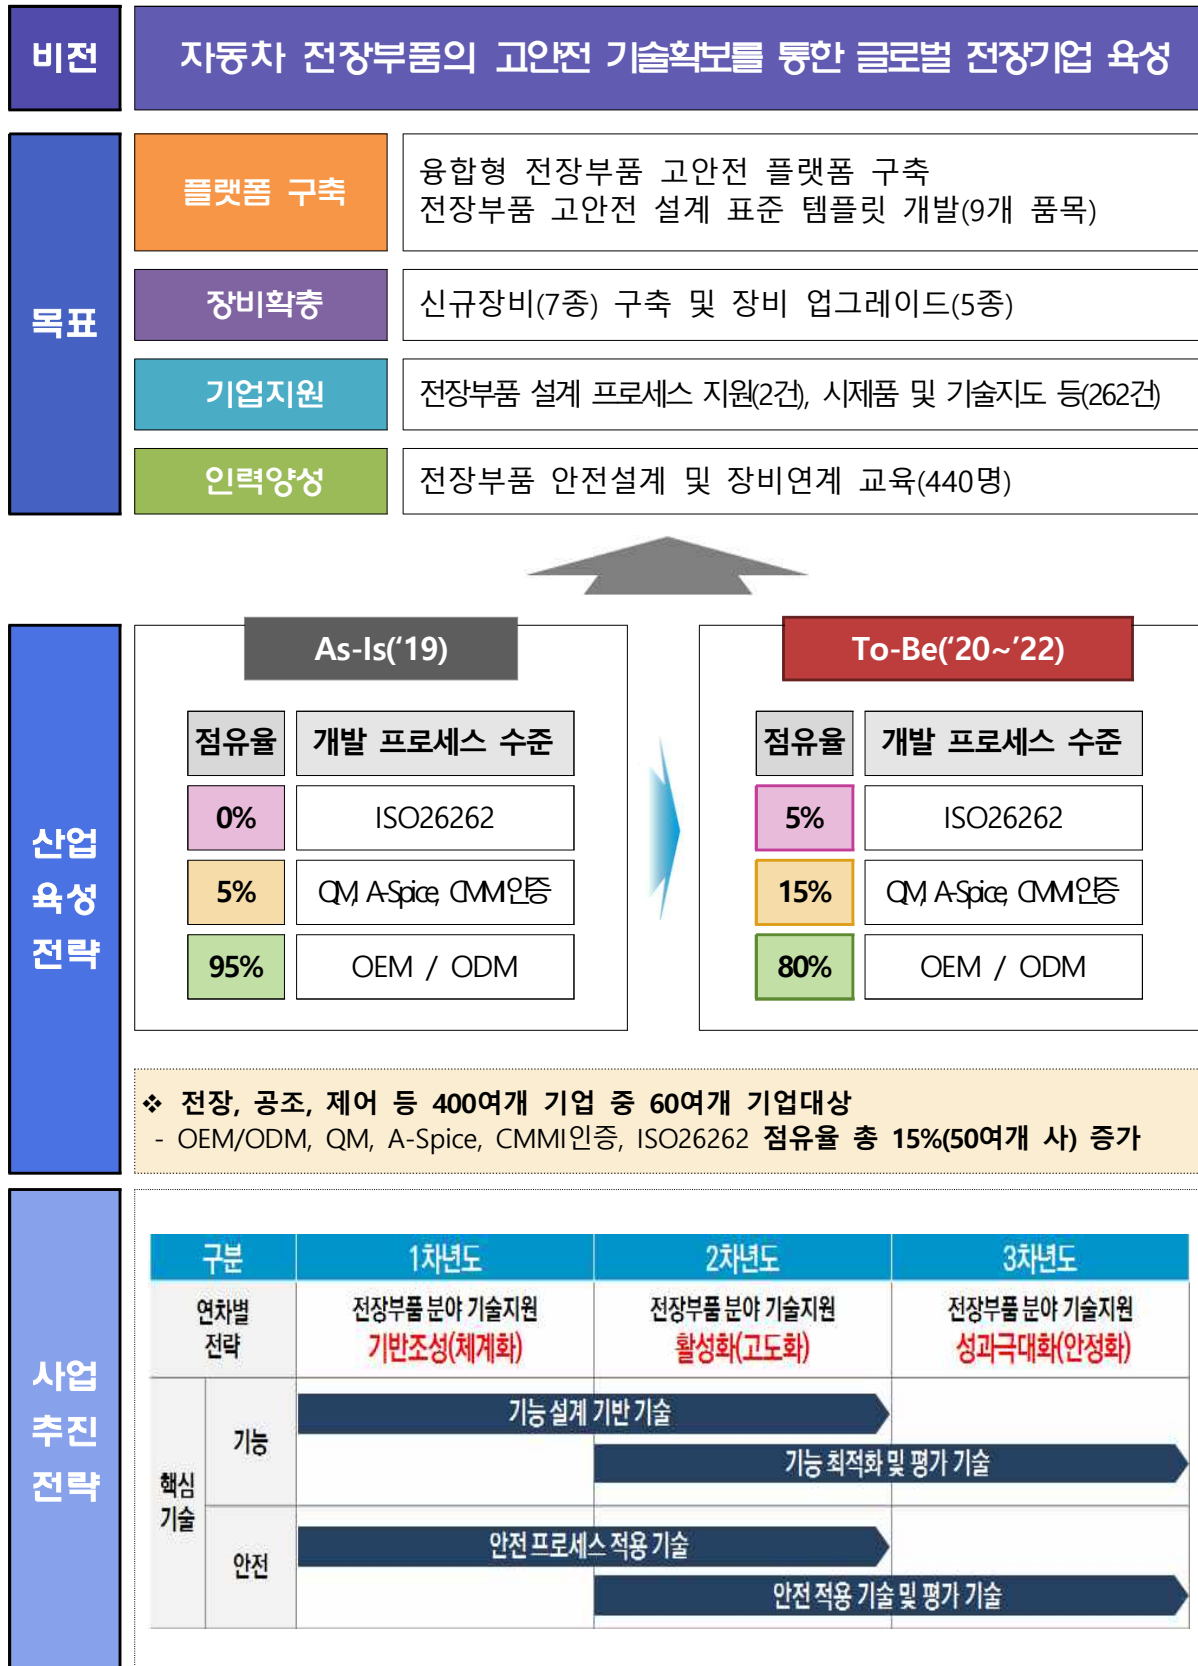 비전
자동차 전장부품의 고안전 기술확보를 통한 글로벌 전장기업 육성
목표
플랫폼 구축
융합형 전장부품 고안전 플랫폼 구축
전장부품 고안전 설계 표준 템플릿 개발(9개 품목)
장비확충
신규장비(7종) 구축 및 장비 업그레이드(5종)
기업지원
전장부품 설계 프로세스 지원(2건), 시제품 및 기술지도 등(262건)
인력양성
전장부품 안전설계 및 장비연계 교육(440명)
산업
육성
전략
As-Is(‘19)
점유율 개발 프로세스 수준
0% ISO26262
5% QM, A-Spice, CMMI인증
95% OEM / ODM
To-Be(‘20~’22)
점유율 개발 프로세스 수준
5% ISO26262
15% QM, A-Spice, CMMI인증
80% OEM / ODM
❖ 전장, 공조, 제어 등 400여개 기업 중 60여개 기업대상
- OEM/ODM, QM, A-Spice, CMMI인증, ISO26262 점유율 총 15%(50여개 사) 증가
사업
추진
전략
구분 1차년도 2차년도 3차년도
연차별
전략
전장부품 분야 기술지원
기반조성(체계화)
전장부품 분야 기술지원
활성화(고도화)
전장부품 분야 기술지원
성과극대화(안정화)
핵심
기술
기능
기능 설계 기반 기술
기능 최적화 및 평가 기술
안전
안전 프로세스 적용 기술
안전 적용 기술 및 평가 기술